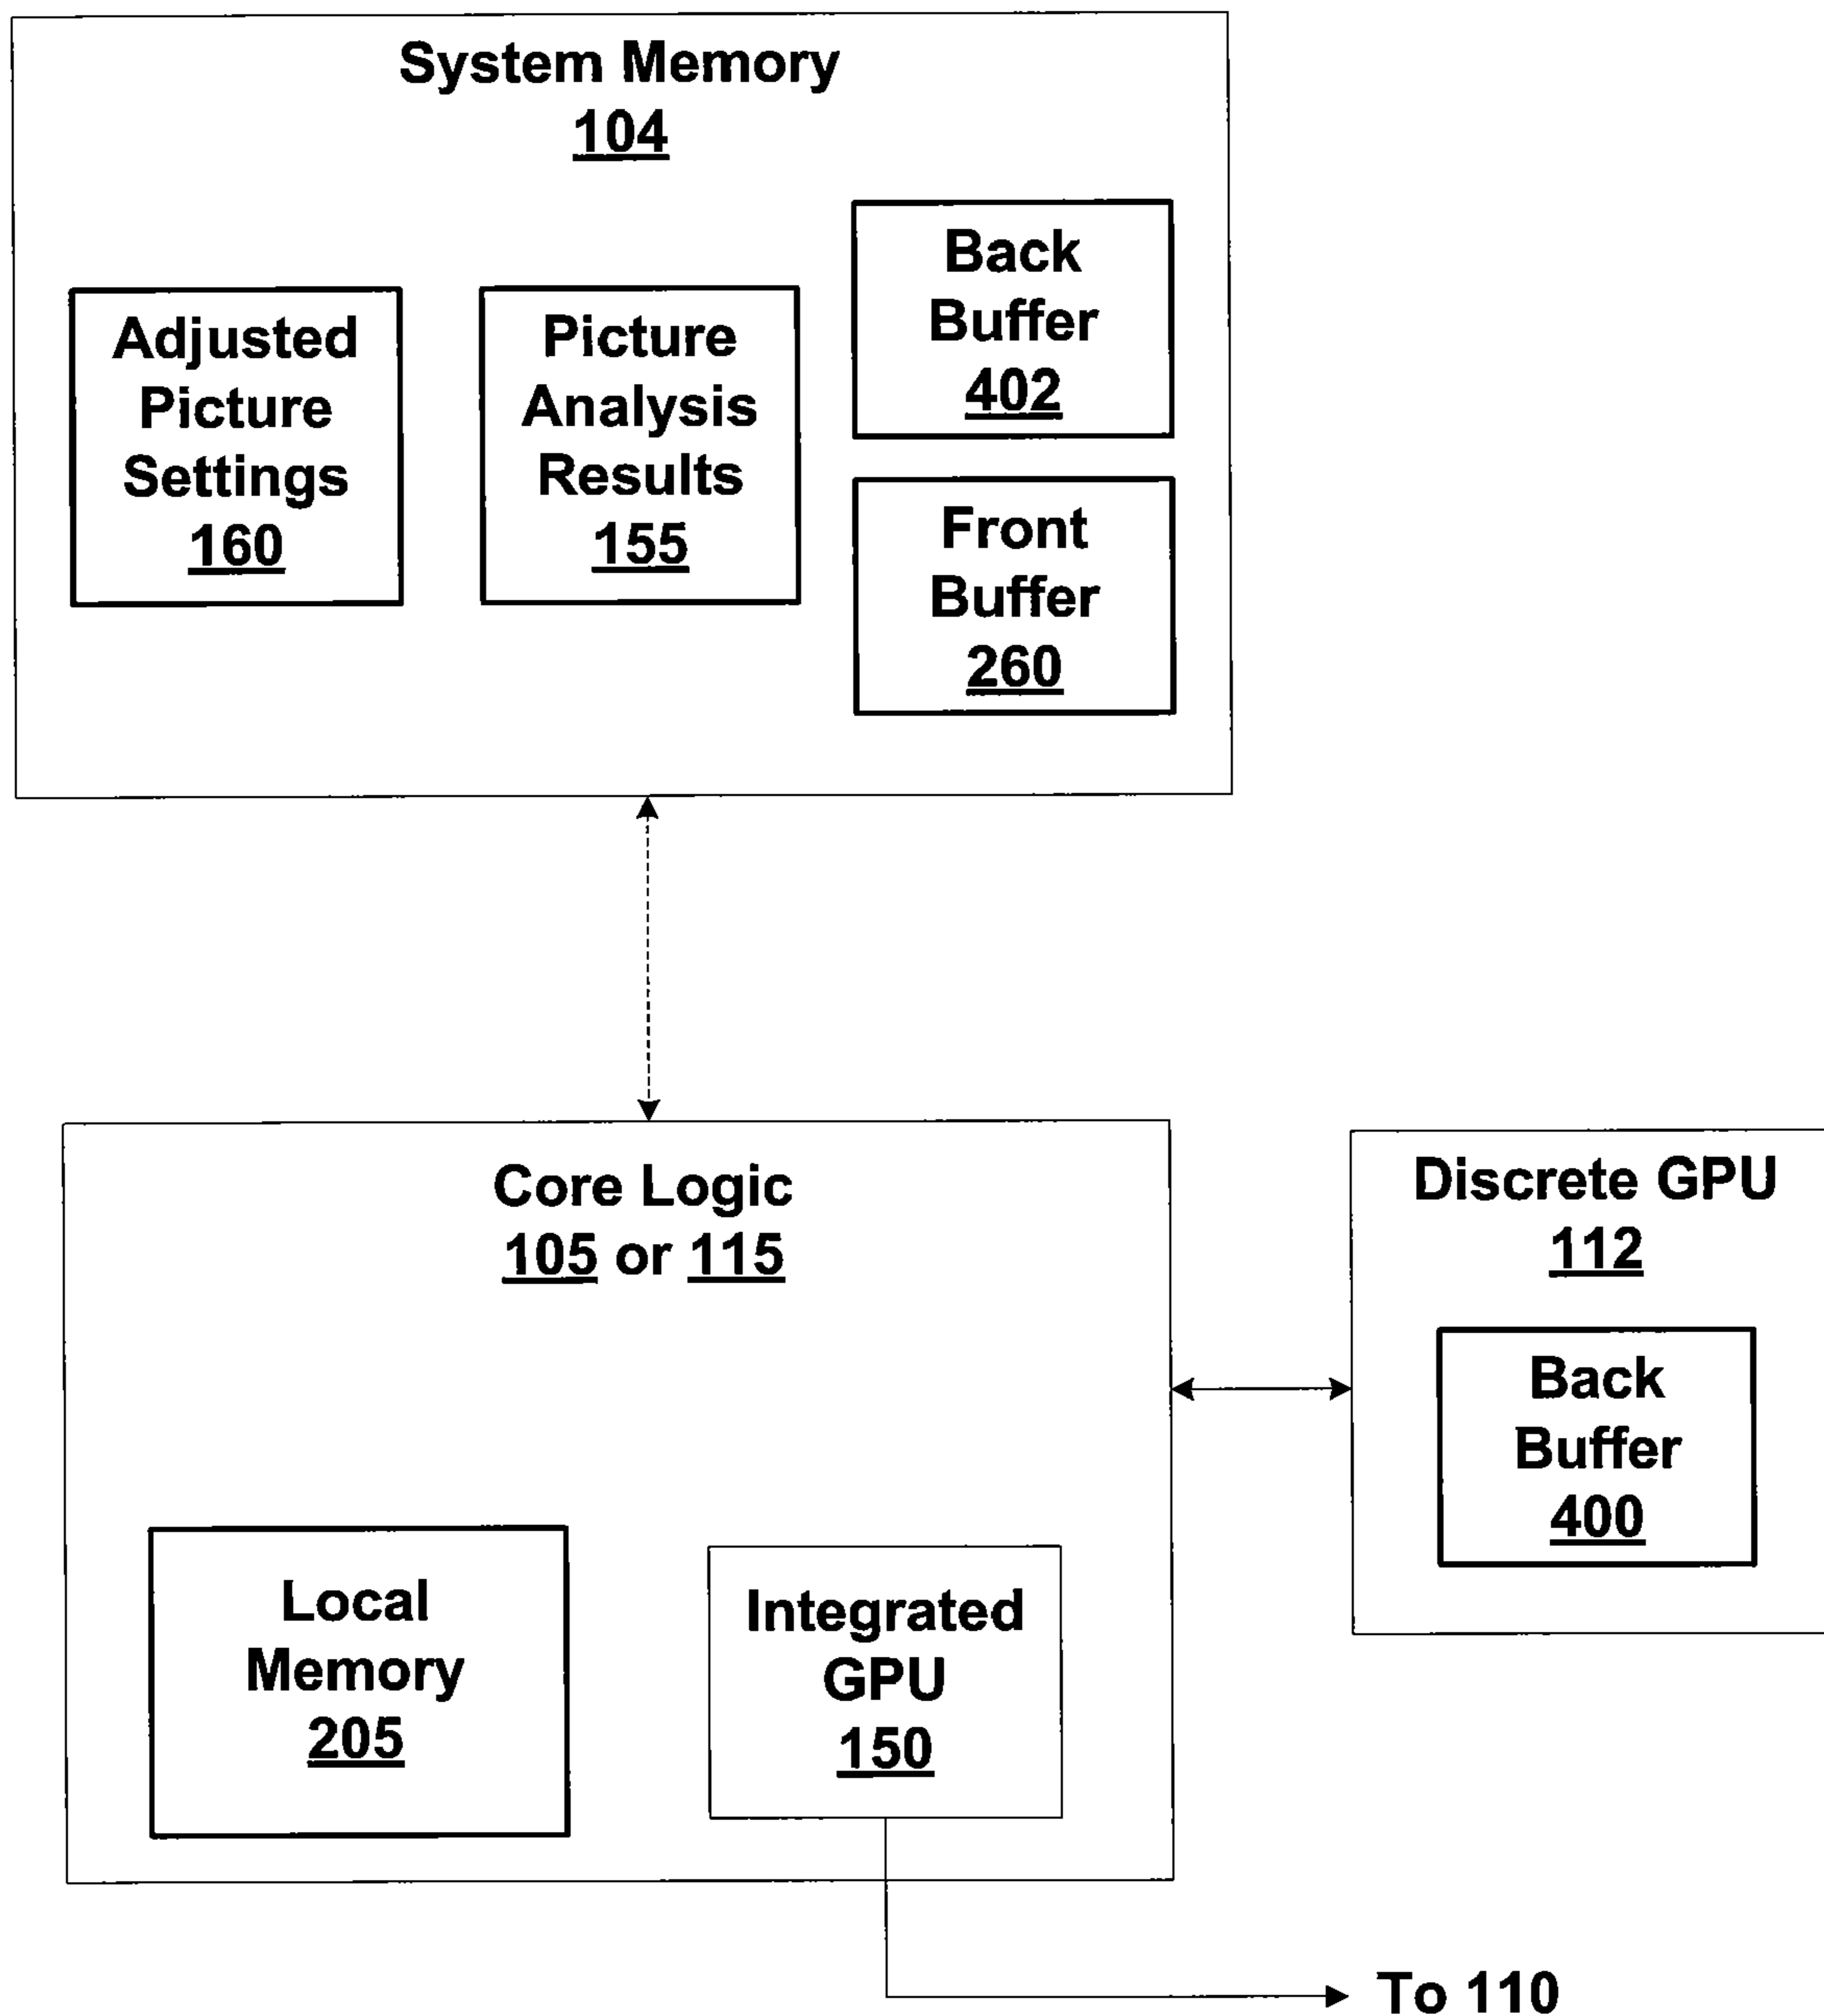 System Memory
104
Adjusted
Picture
Settings
160
Picture
Analysis
Results
155
Back
Buffer
402
Front
Buffer
260
Core Logic
105 or 115
Discrete GPU
112
Back
Buffer
400
Local
Memory
205
Integrated
GPU
150
To 110